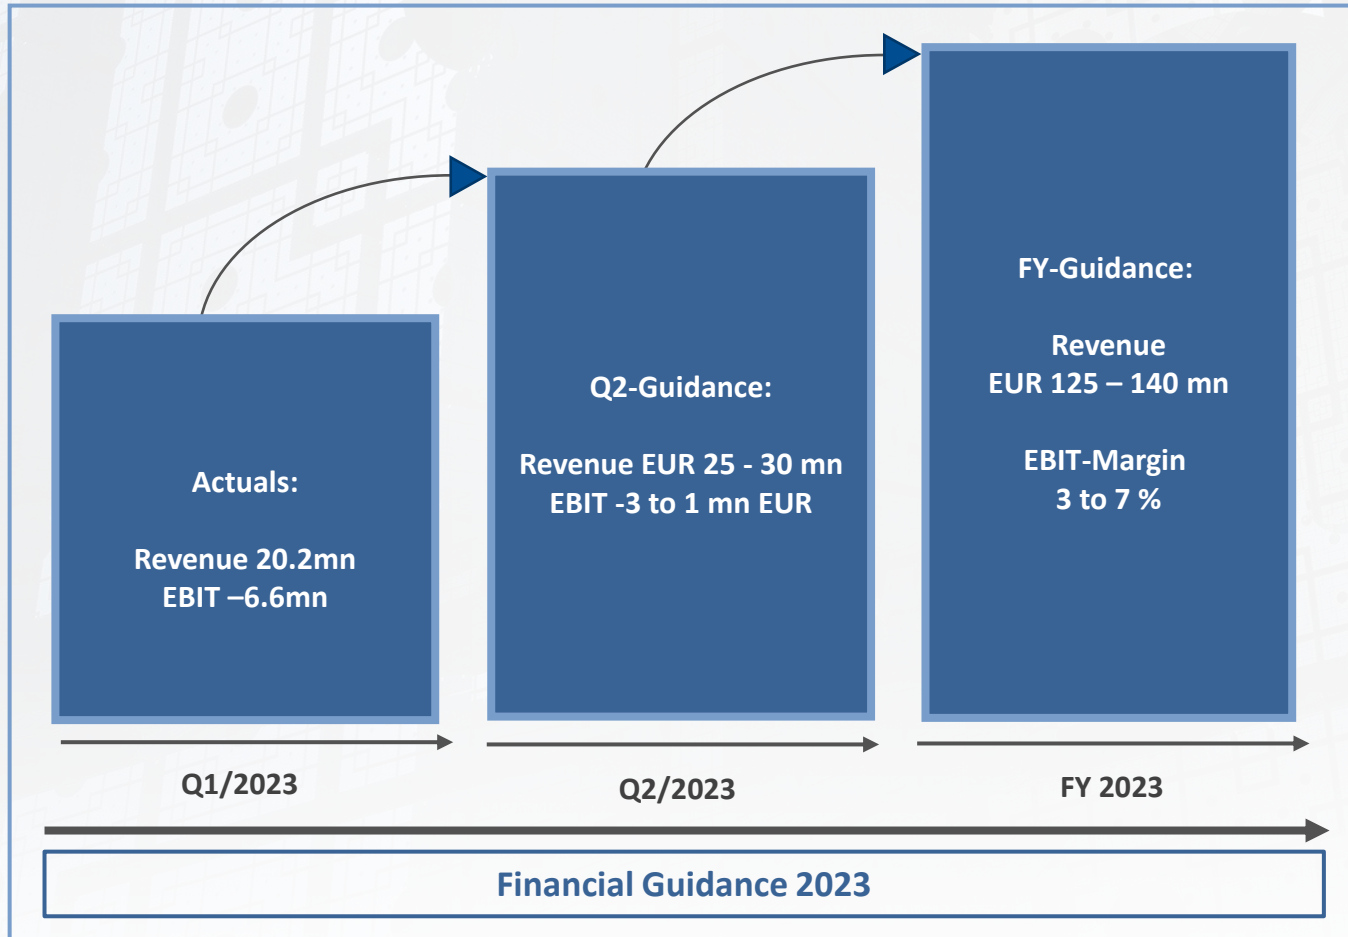 Actuals:
Revenue 20.2mn
EBIT –6.6mn
Q2-Guidance:
Revenue EUR 25 - 30 mn
EBIT -3 to 1 mn EUR
FY-Guidance:
Revenue
EUR 125 – 140 mn
EBIT-Margin
3 to 7 %
Q1/2023
Q2/2023
FY 2023
Financial Guidance 2023